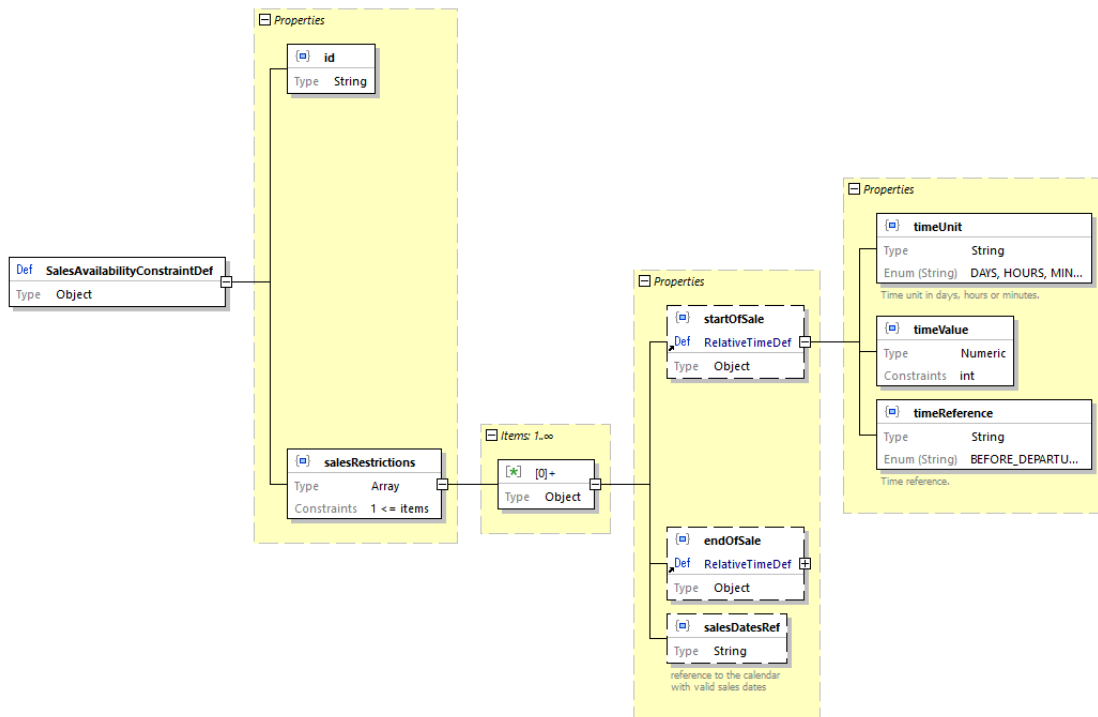 Properties
id
Type String
Def SalesAvailabilityConstraintDef
Type Object
salesRestrictions
Type Array
Constraints 1 <= items
Items: 1..∞
[0]+
Type Object
Properties
startOfSale
Def RelativeTimeDef
Type Object
endOfSale
Def RelativeTimeDef
Type Object
salesDatesRef
Type String
reference to the calendar
with valid sales dates
Properties
timeUnit
Type String
Enum (String) DAYS, HOURS, MIN...
Time unit in days, hours or minutes.
timeValue
Type Numeric
Constraints int
timeReference
Type String
Enum (String) BEFORE_DEPARTU...
Time reference.